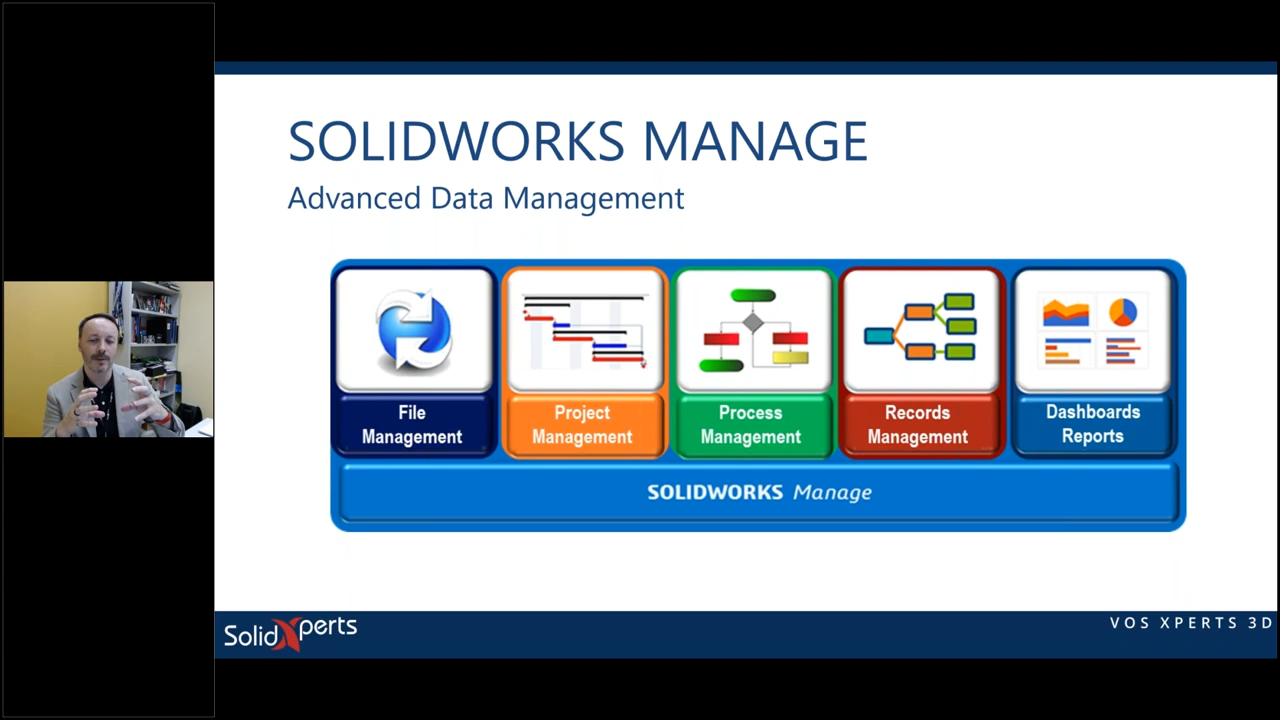 SOLIDWORKS MANAGE
Advanced Data Management
File
Management
Project
Management
Process
Management
Records
Management
Dashboards
Reports
SOLIDWORKS Manage
SolidXperts
VOS XPERTS 3D